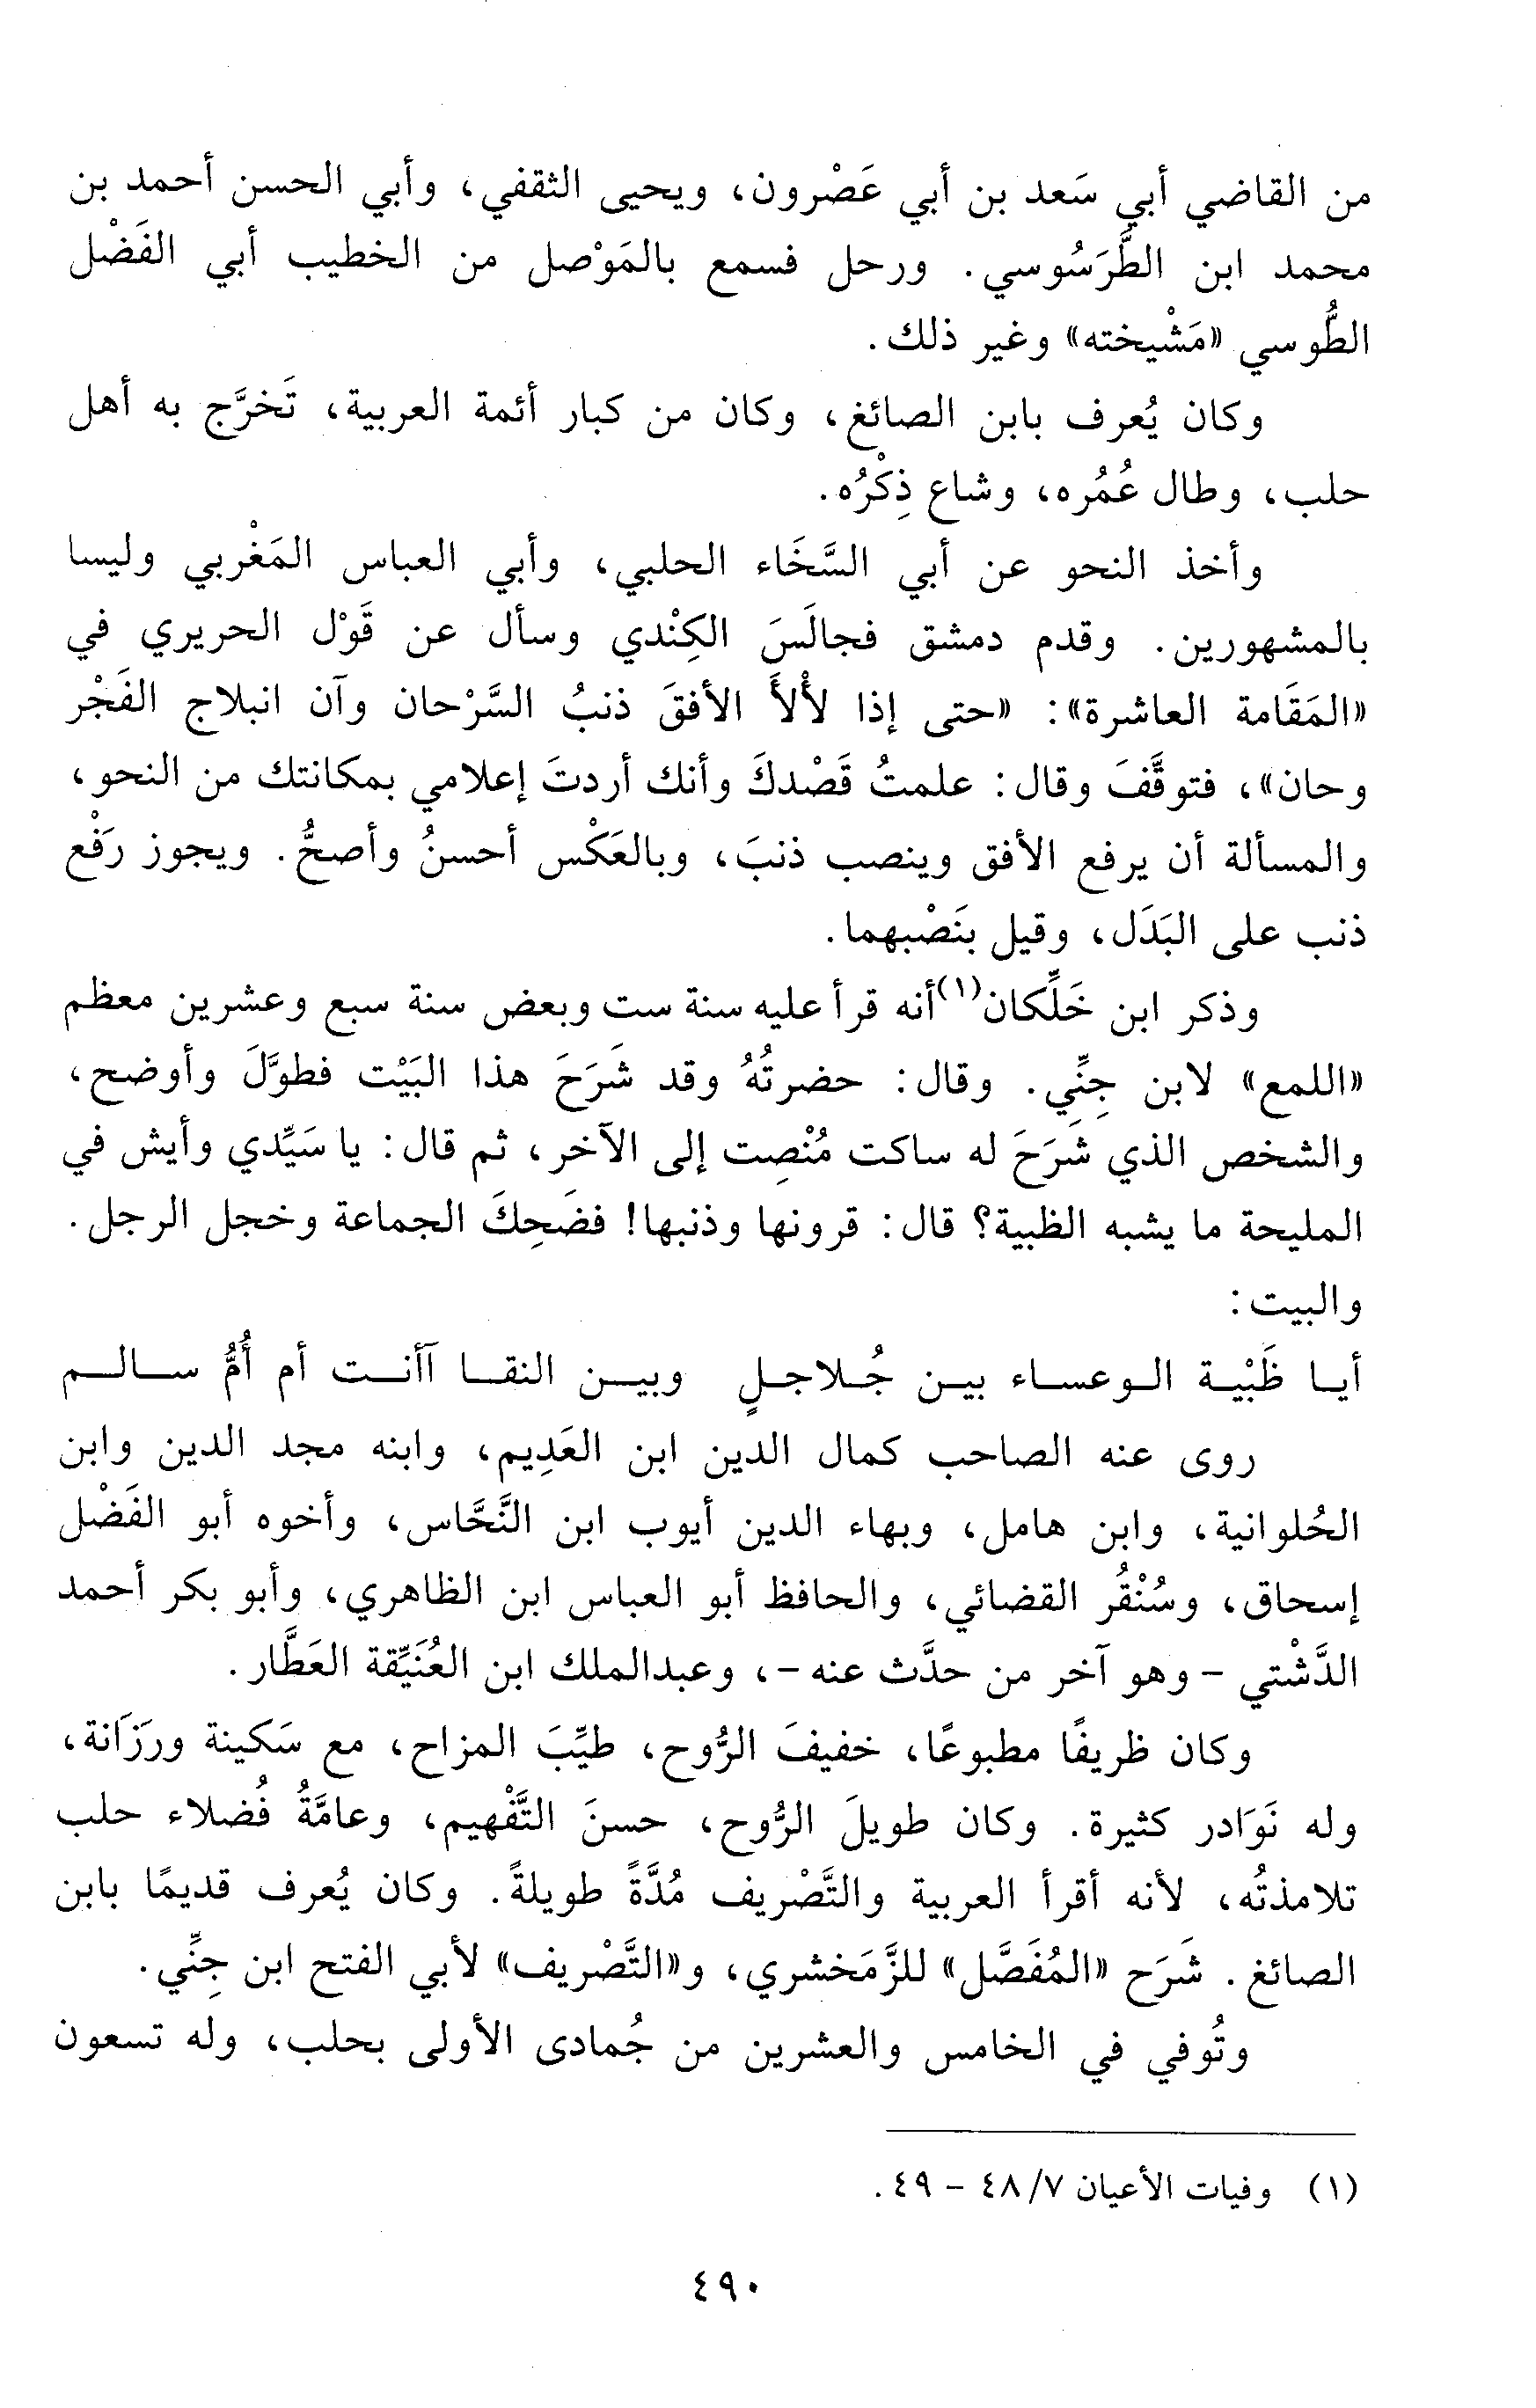 من القاضي أبي سَعد بن أبي عَصْرون، ويحيى الثقفي، وأبي الحسن أحمد بن
محمد ابن الطَّرَسُوسي. ورحل فسمع بالمَوْصل من الخطيب أبي الفَضْل
الطُّوسي «مَشْيخته» وغير ذلك.
وكان يُعرف بابن الصائغ، وكان من كبار أئمة العربية، تَخرَّج به أهل
حلب، وطال عُمُره، وشاع ذِكْرُه.
وأخذ النحو عن أبي السَّخَاء الحلبي، وأبي العباس المَغْربي وليسا
بالمشهورين. وقدم دمشق فجالَسَ الكِنْدي وسأل عن قَوْل الحريري في
«المَقَامة العاشرة»: «حتى إذا لأْلأَ الأفقَ ذنبُ السَّرْحان وآن انبلاج الفَجْر
وحان»، فتوقَّفَ وقال: علمتُ قَصْدكَ وأنك أردتَ إعلامي بمكانتك من النحو،
والمسألة أن يرفع الأفق وينصب ذنبَ، وبالعَكْس أحسنُ وأصحُّ. ويجوز رَفْع
ذنب على البَدَل، وقيل بنَصْبهما.
وذكر ابن خَلِّكان(١) أنه قرأ عليه سنة ست وبعض سنة سبع وعشرين معظم
«اللمع» لابن جِنِّي. وقال: حضرتُهُ وقد شَرَحَ هذا البَيْت فطوَّلَ وأوضح،
والشخص الذي شَرَحَ له ساكت مُنْصِت إلى الآخر، ثم قال: يا سَيِّدي وأيش في
المليحة ما يشبه الظبية؟ قال: قرونها وذنبها! فضَحِكَ الجماعة وخجل الرجل.
والبيت:
أيا ظَبْية الوعساء بين جُلاجلٍ وبين النقا آأنت أم أُمُّ سالم
روى عنه الصاحب كمال الدين ابن العَدِيم، وابنه مجد الدين وابن
الحُلوانية، وابن هامل، وبهاء الدين أيوب ابن النَّحَّاس، وأخوه أبو الفَضْل
إسحاق، وسُنْقُر القضائي، والحافظ أبو العباس ابن الظاهري، وأبو بكر أحمد
الدَّشْتي - وهو آخر من حدَّث عنه -، وعبدالملك ابن العُنَيِّقة العَطَّار.
وكان ظريفًا مطبوعًا، خفيفَ الرُّوح، طيِّبَ المزاح، مع سَكينة ورَزَانة،
وله نَوَادر كثيرة. وكان طويلَ الرُّوح، حسنَ التَّفْهيم، وعامَّةُ فُضلاء حلب
تلامذتُه، لأنه أقرأ العربية والتَّصْريف مُدَّةً طويلةً. وكان يُعرف قديمًا بابن
الصائغ. شَرَح «المُفَصَّل» للزَّمَخشري، و«التَّصْريف» لأبي الفتح ابن جِنِّي.
وتُوفي في الخامس والعشرين من جُمادى الأولى بحلب، وله تسعون
(١) وفيات الأعيان ٧/ ٤٨ - ٤٩.
٤٩٠